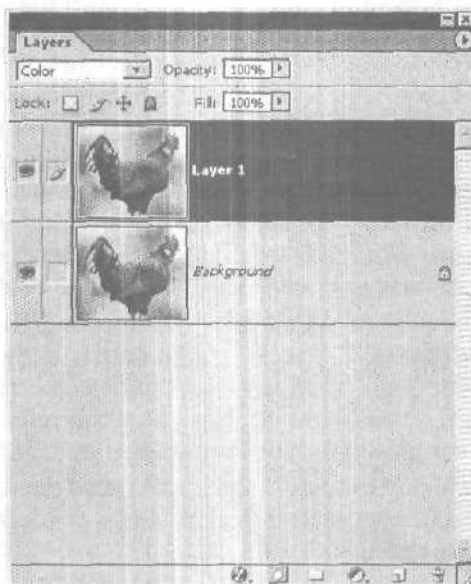 Layers
Color Opacity: 100%
Lock: Fill: 100%
Layer 1
Background